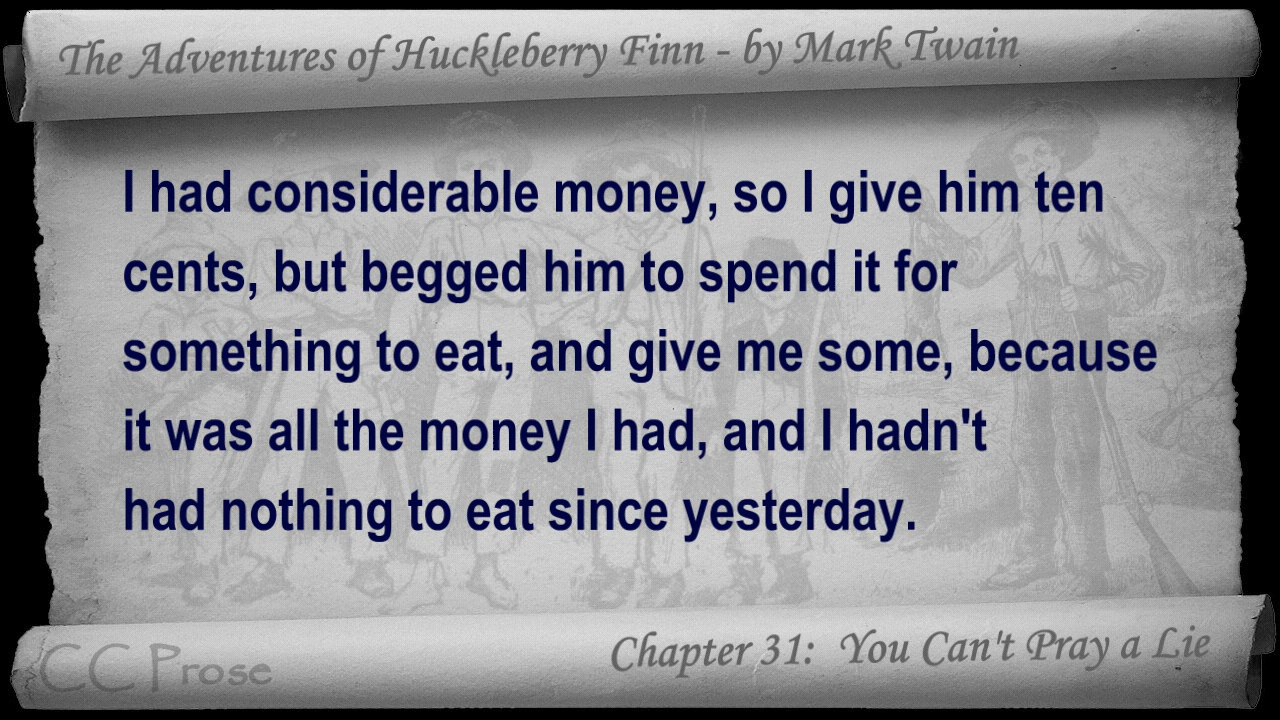 The Adventures of Huckleberry Finn - by Mark Twain
I had considerable money, so I give him ten
cents, but begged him to spend it for
something to eat, and give me some, because
it was all the money I had, and I hadn't
had nothing to eat since yesterday.
CC Prose
Chapter 31: You Can't Pray a Lie